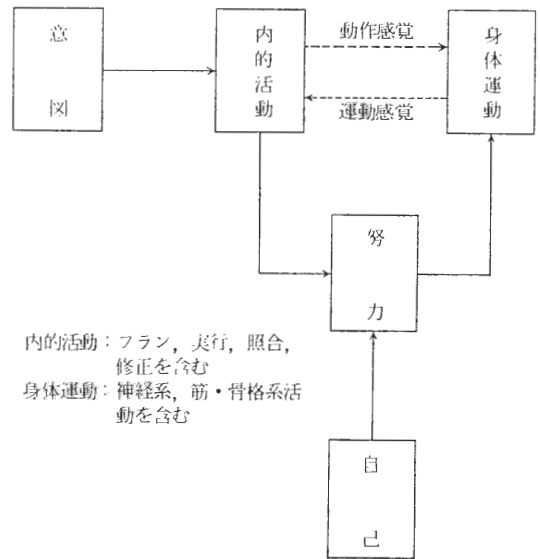 意図
内的活動
動作感覚
運動感覚
身体運動
努力
内的活動：フラン，実行，照合，
修正を含む
身体運動：神経系，筋・骨格系活
動を含む
自己